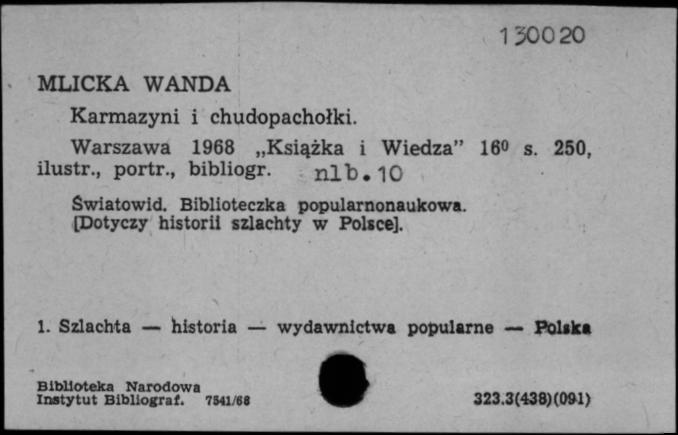 130020
MLICKA WANDA
Karmazyni i chudopachołki.
Warszawa 1968 „Książka i Wiedza” 16⁰ s. 250,
ilustr., portr., bibliogr. nlb. 10
Światowid. Biblioteczka popularnonaukowa.
[Dotyczy historii szlachty w Polsce].
1. Szlachta — historia — wydawnictwa popularne — Polska
Biblioteka Narodowa
Instytut Bibliograf. 7541/68
323.3(438)(091)